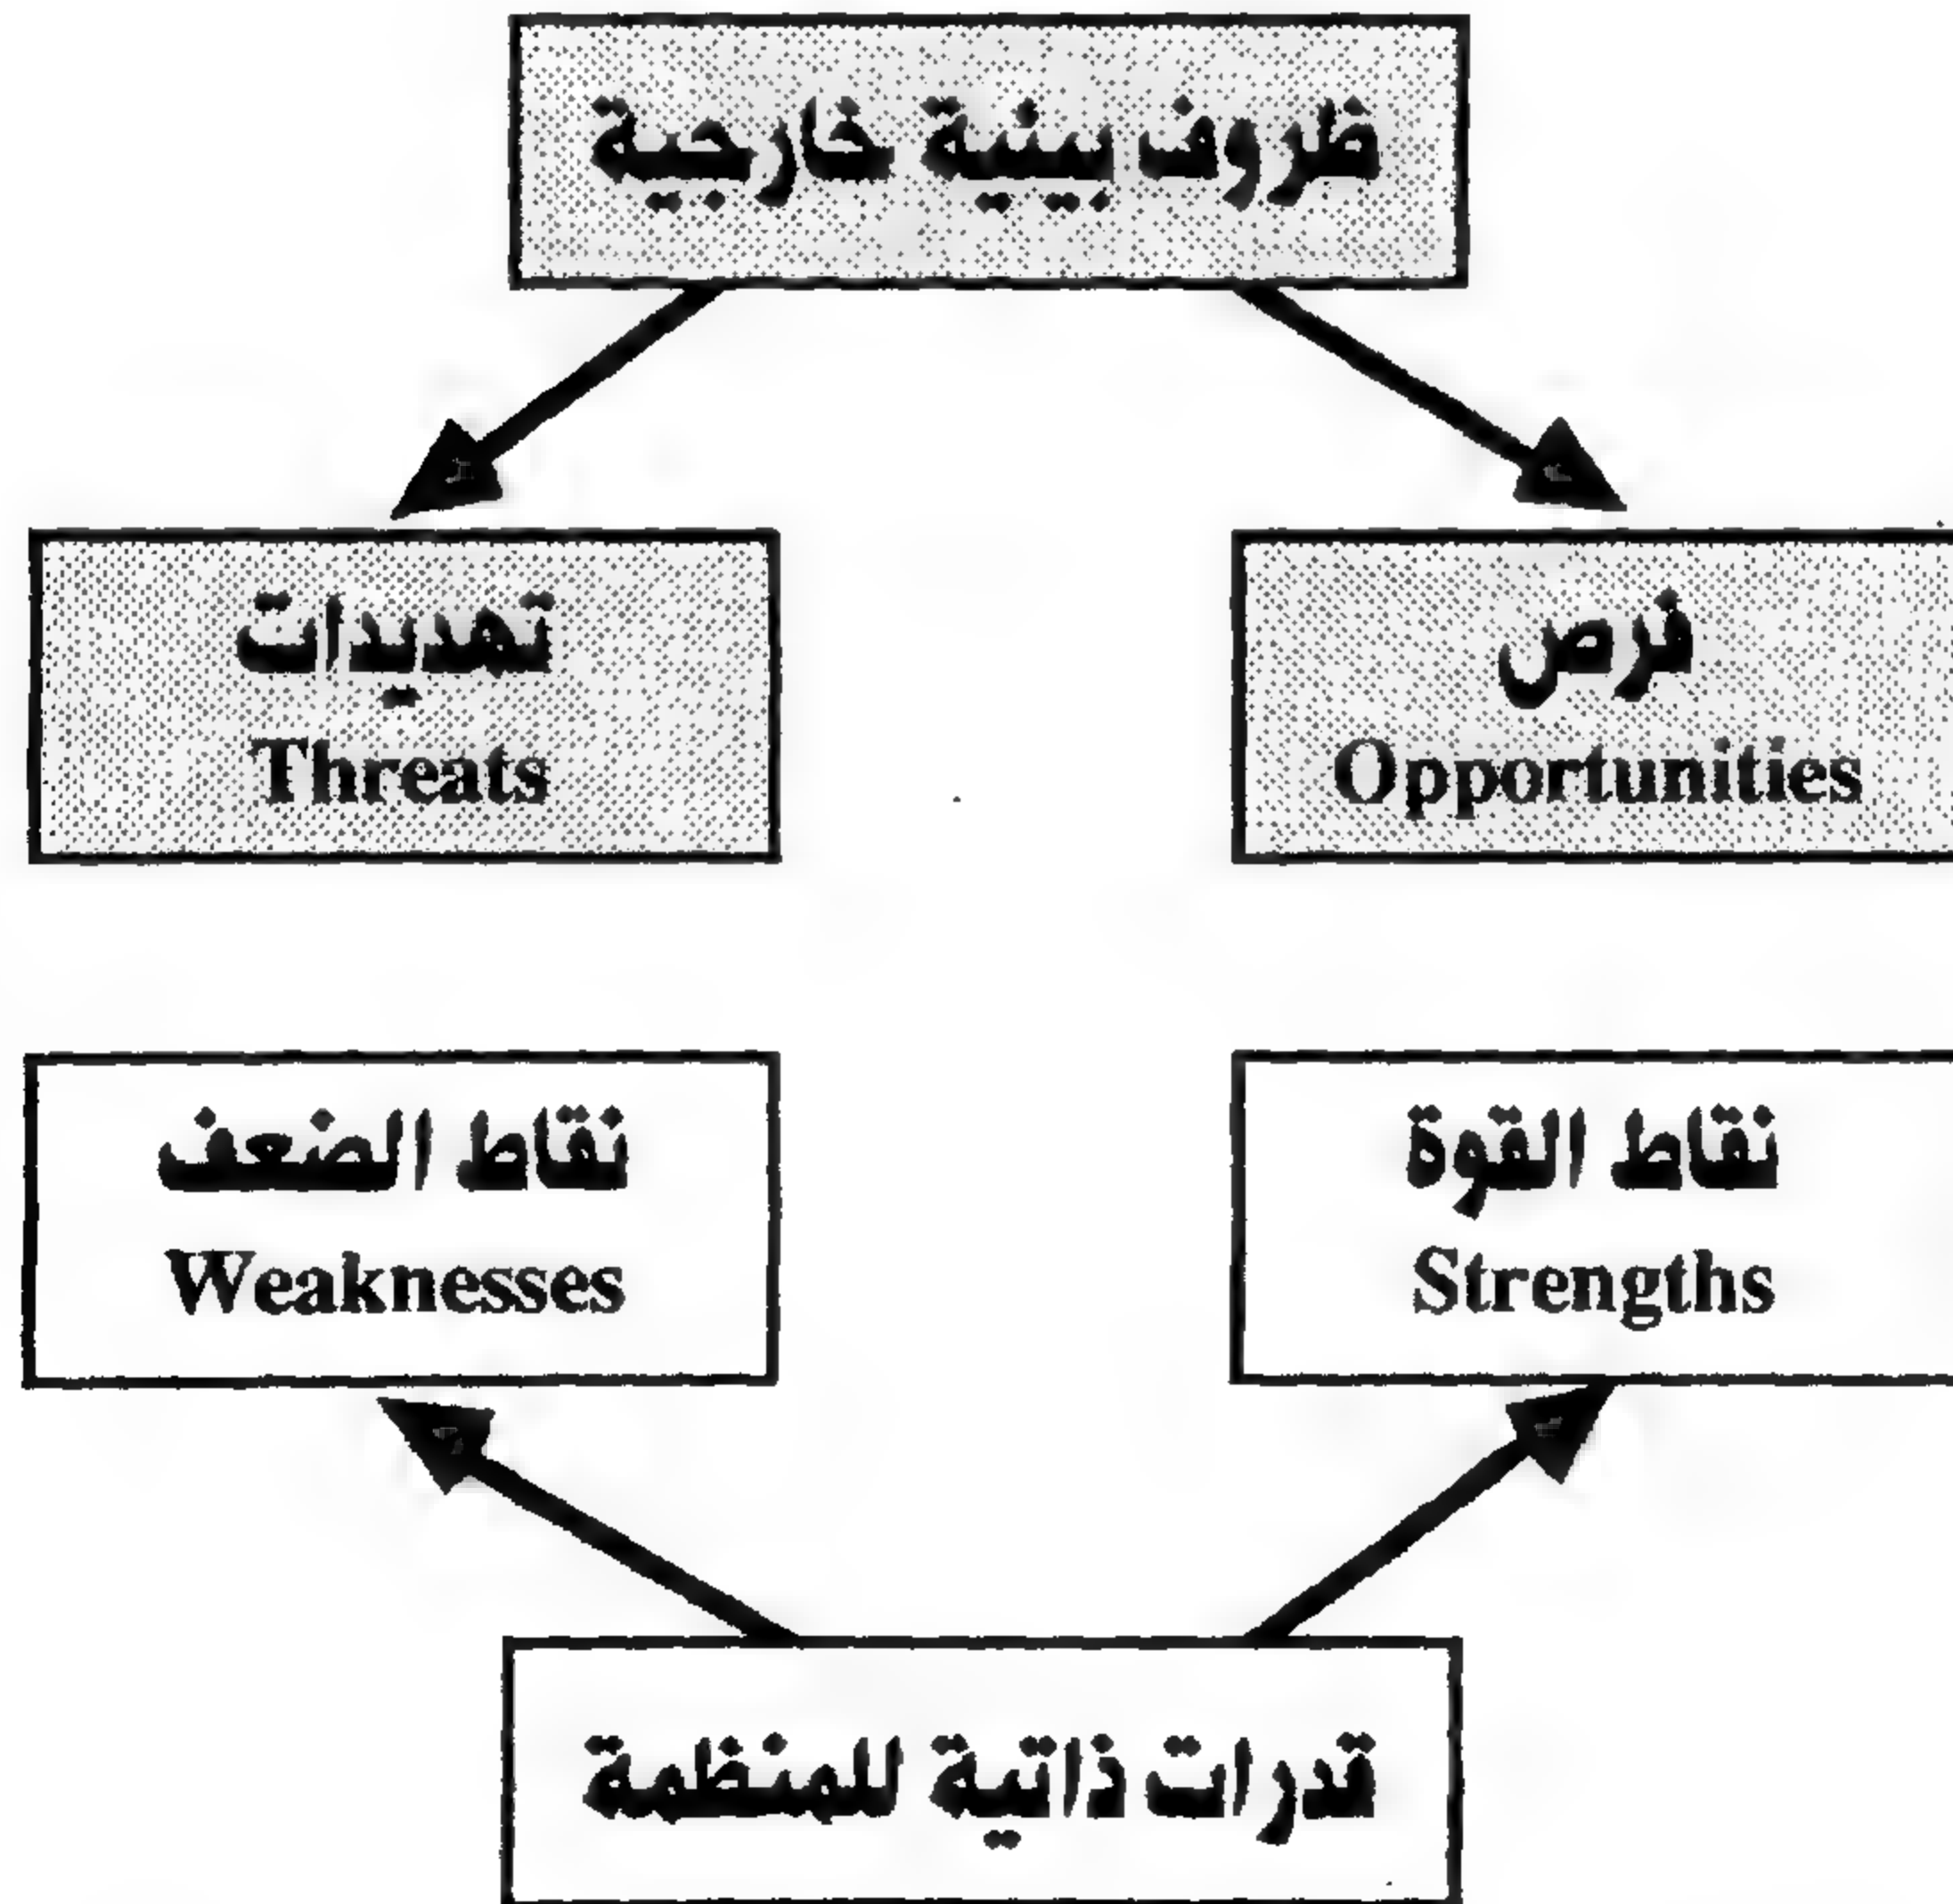 ظروف بيئية خارجية
فرص
Opportunities
تهديدات
Threats
نقاط القوة
Strengths
نقاط الضعف
Weaknesses
قدرات ذاتية للمنظمة